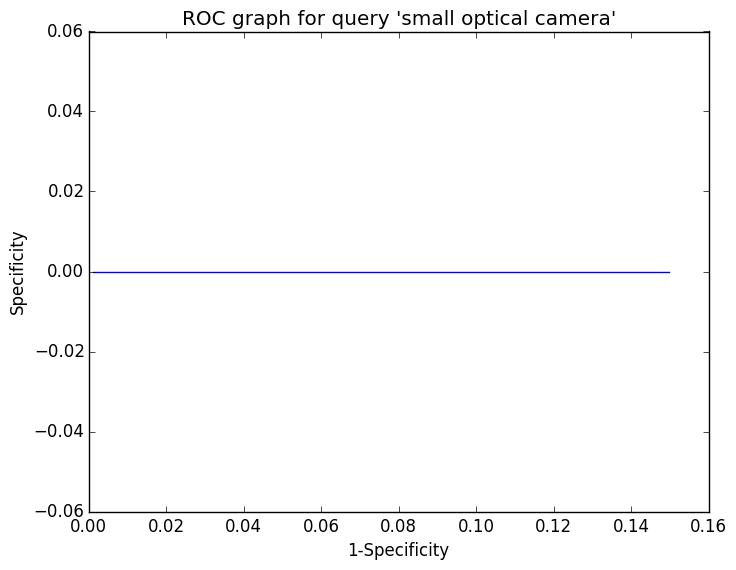 ROC graph for query 'small optical camera'
0.06
0.04
0.02
0.00
−0.02
−0.04
−0.06
Specificity
0.00 0.02 0.04 0.06 0.08 0.10 0.12 0.14 0.16
1-Specificity